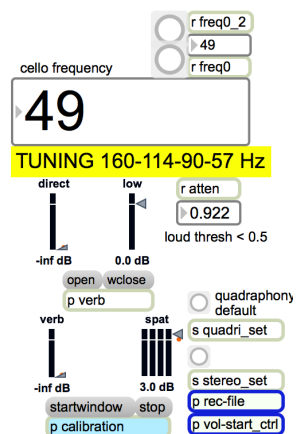 r freq0_2
49
r freq0
cello frequency
49
TUNING 160-114-90-57 Hz
direct
low
r atten
0.922
loud thresh < 0.5
-inf dB
0.0 dB
open
wclose
p verb
quadraphony
default
verb
spat
s quadri_set
-inf dB
3.0 dB
s stereo_set
startwindow
stop
p rec-file
p calibration
p vol-start_ctrl